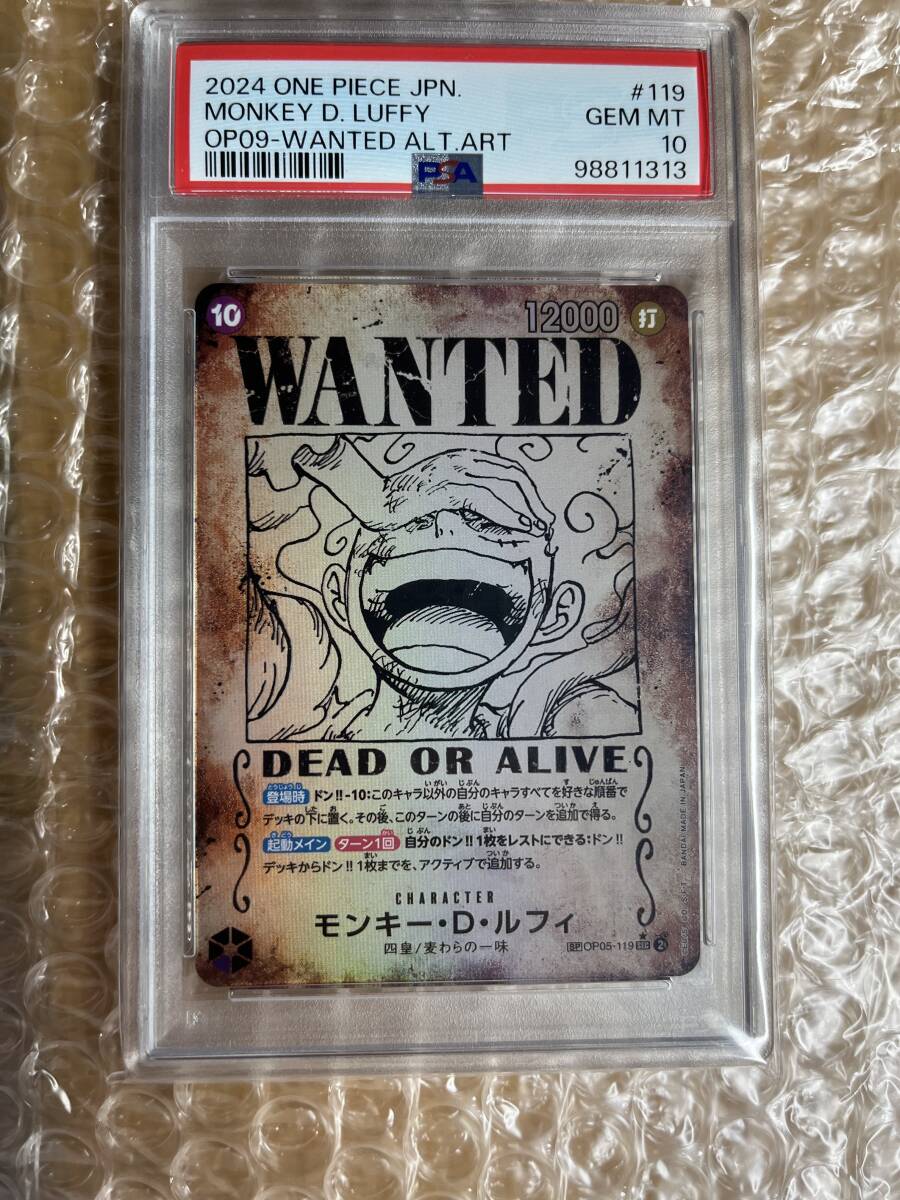 2024 ONE PIECE JPN. #119
MONKEY D. LUFFY GEM MT
OP09-WANTED ALT.ART 10
98811313
PSA
10 12000 打
WANTED
DEAD OR ALIVE
登場時 ドン!!-10:このキャラ以外の自分のキャラすべてを好きな順番で
デッキの下に置く。その後、このターンの後に自分のターンを追加で得る。
起動メイン ターン1回 自分のドン!!1枚をレストにできる:ドン!!
デッキからドン!!1枚までを、アクティブで追加する。
CHARACTER
モンキー・D・ルフィ
四皇/麦わらの一味
SP OP05-119 SEC 2
BANDAI MADE IN JAPAN